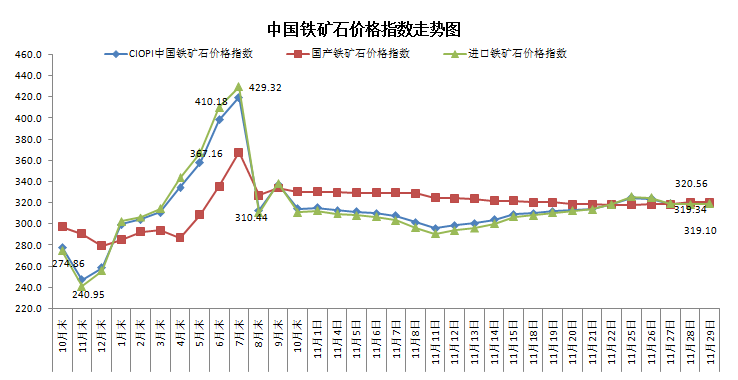 中国铁矿石价格指数走势图
CIOPI中国铁矿石价格指数
国产铁矿石价格指数
进口铁矿石价格指数
460.0
440.0
420.0
400.0
380.0
360.0
340.0
320.0
300.0
280.0
260.0
240.0
220.0
274.86
240.95
367.16
410.18
429.32
310.44
320.56
319.34
319.10
10月末
11月末
12月末
1月末
2月末
3月末
4月末
5月末
6月末
7月末
8月末
9月末
10月末
11月1日
11月4日
11月5日
11月6日
11月7日
11月8日
11月11日
11月12日
11月13日
11月14日
11月15日
11月18日
11月19日
11月20日
11月21日
11月22日
11月25日
11月26日
11月27日
11月28日
11月29日